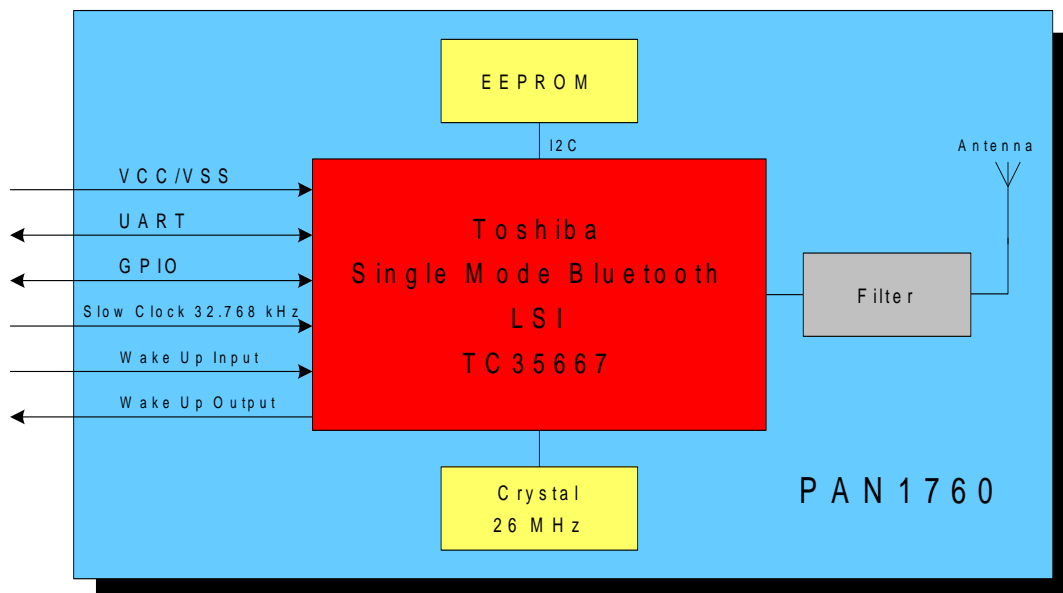 EEPROM
I2C
Antenna
VCC/VSS
UART
GPIO
Slow Clock 32.768 kHz
Wake Up Input
Wake Up Output
Toshiba
Single Mode Bluetooth
LSI
TC35667
Filter
Crystal
26 MHz
PAN1760